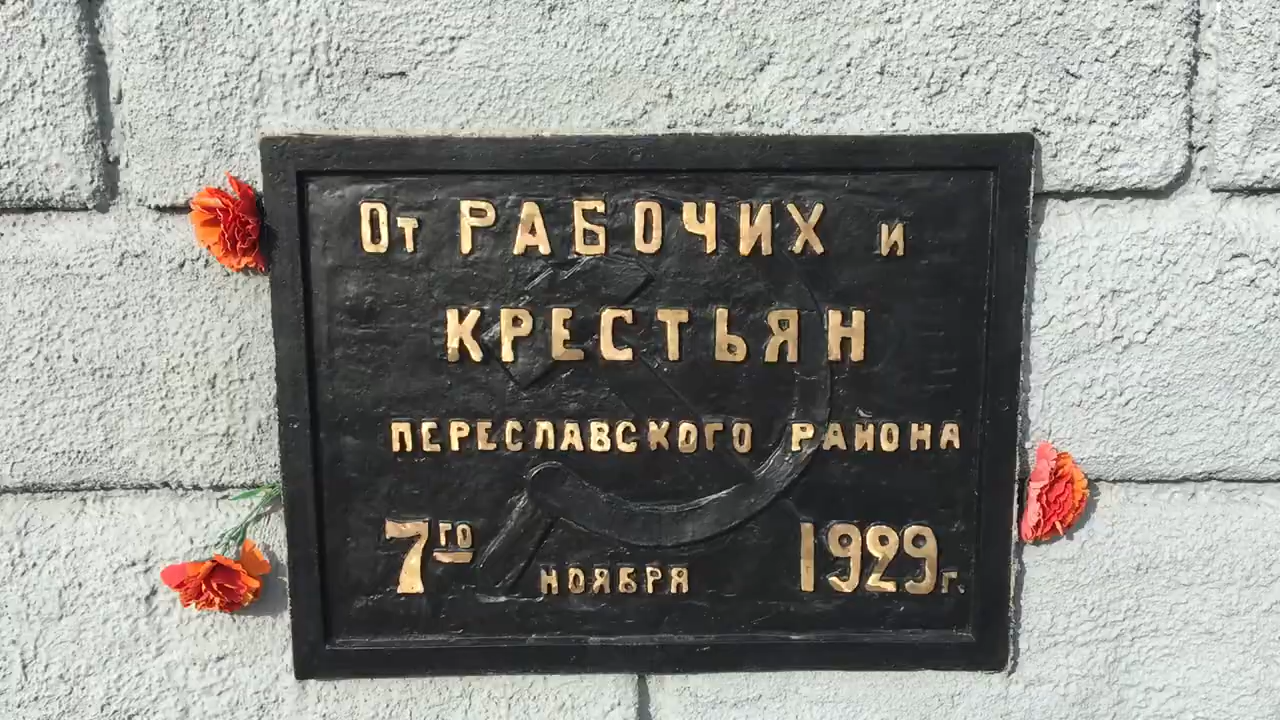 От РАБОЧИХ и
КРЕСТЬЯН
ПЕРЕСЛАВСКОГО РАЙОНА
7го НОЯБРЯ 1929г.